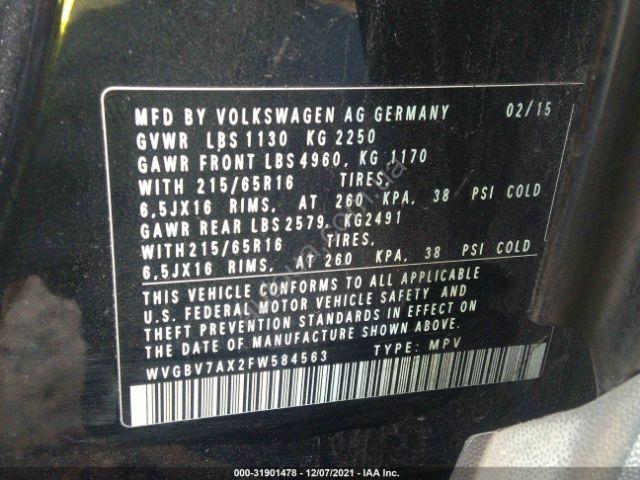 MFD BY VOLKSWAGEN AG GERMANY 02/15
GVWR LBS 1130 KG 2250
GAWR FRONT LBS 4960, KG 1170
WITH 215/65R16 TIRES,
6,5JX16 RIMS, AT 260 KPA, 38 PSI COLD
GAWR REAR LBS 2579, KG2491
WITH 215/65R16 TIRES,
6,5JX16 RIMS, AT 260 KPA, 38 PSI COLD
THIS VEHICLE CONFORMS TO ALL APPLICABLE
U.S. FEDERAL MOTOR VEHICLE SAFETY AND
THEFT PREVENTION STANDARDS IN EFFECT ON
THE DATE OF MANUFACTURE SHOWN ABOVE.
WVGBV7AX2FW584563 TYPE: MPV
000-31901478 - 12/07/2021 - IAA Inc.